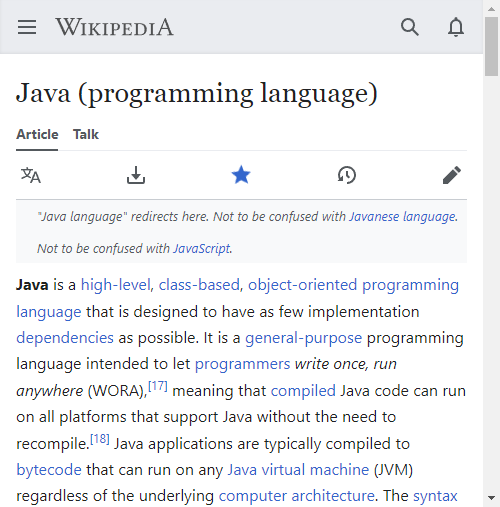 WIKIPEDIA
Java (programming language)
Article Talk
"Java language" redirects here. Not to be confused with Javanese language.
Not to be confused with JavaScript.
Java is a high-level, class-based, object-oriented programming
language that is designed to have as few implementation
dependencies as possible. It is a general-purpose programming
language intended to let programmers write once, run
anywhere (WORA),[17] meaning that compiled Java code can run
on all platforms that support Java without the need to
recompile.[18] Java applications are typically compiled to
bytecode that can run on any Java virtual machine (JVM)
regardless of the underlying computer architecture. The syntax